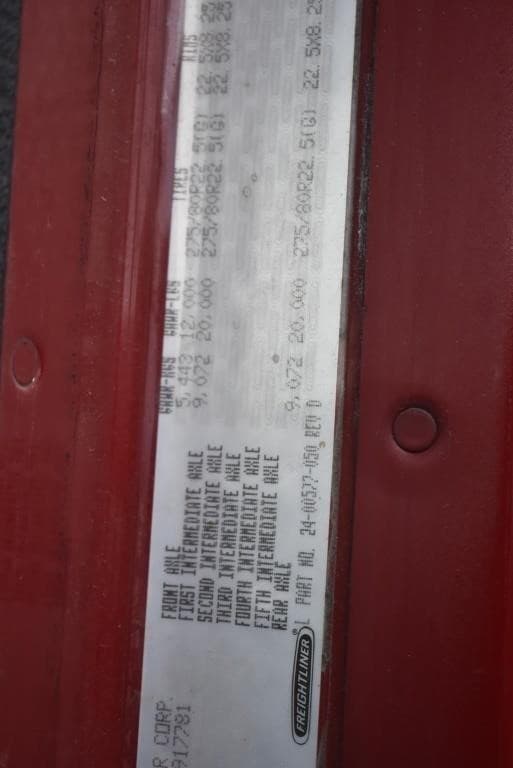 R CORP.
917781
GAWR-KGS GAWR-LBS TIRES RIMS
FRONT AXLE 5,443 12,000 275/80R22.5(G) 22.5X8.25
FIRST INTERMEDIATE AXLE 9,072 20,000 275/80R22.5(G) 22.5X8.25
SECOND INTERMEDIATE AXLE
THIRD INTERMEDIATE AXLE
FOURTH INTERMEDIATE AXLE
FIFTH INTERMEDIATE AXLE
REAR AXLE 9,072 20,000 275/80R22.5(G) 22.5X8.25
FREIGHTLINER® L PART NO. 24-00577-050 REV D